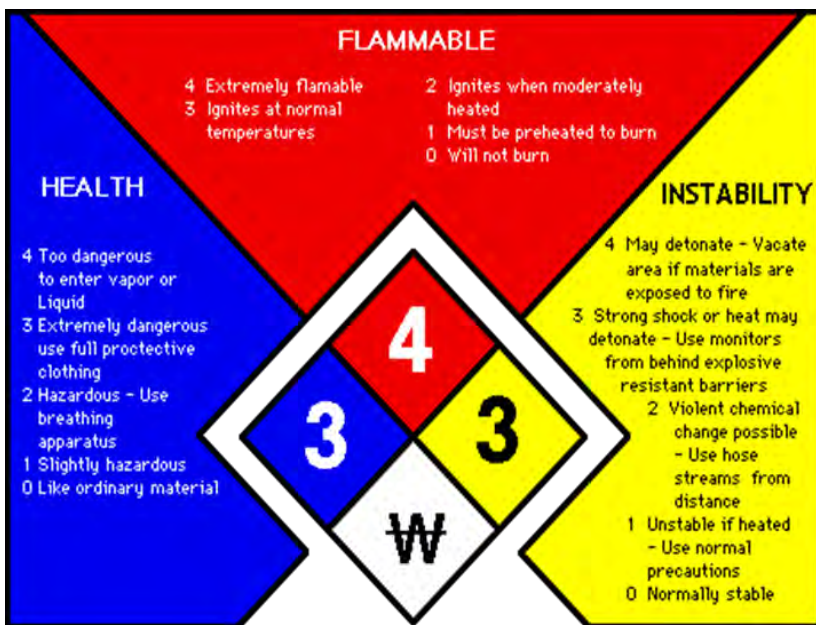 FLAMMABLE
4 Extremely flamable
3 Ignites at normal
temperatures
2 Ignites when moderately
heated
1 Must be preheated to burn
0 Will not burn
HEALTH
4 Too dangerous
to enter vapor or
Liquid
3 Extremely dangerous
use full proctective
clothing
2 Hazardous - Use
breathing
apparatus
1 Slightly hazardous
0 Like ordinary material
INSTABILITY
4 May detonate - Vacate
area if materials are
exposed to fire
3 Strong shock or heat may
detonate - Use monitors
from behind explosive
resistant barriers
2 Violent chemical
change possible
- Use hose
streams from
distance
1 Unstable if heated
- Use normal
precautions
0 Normally stable
4
3
3
W